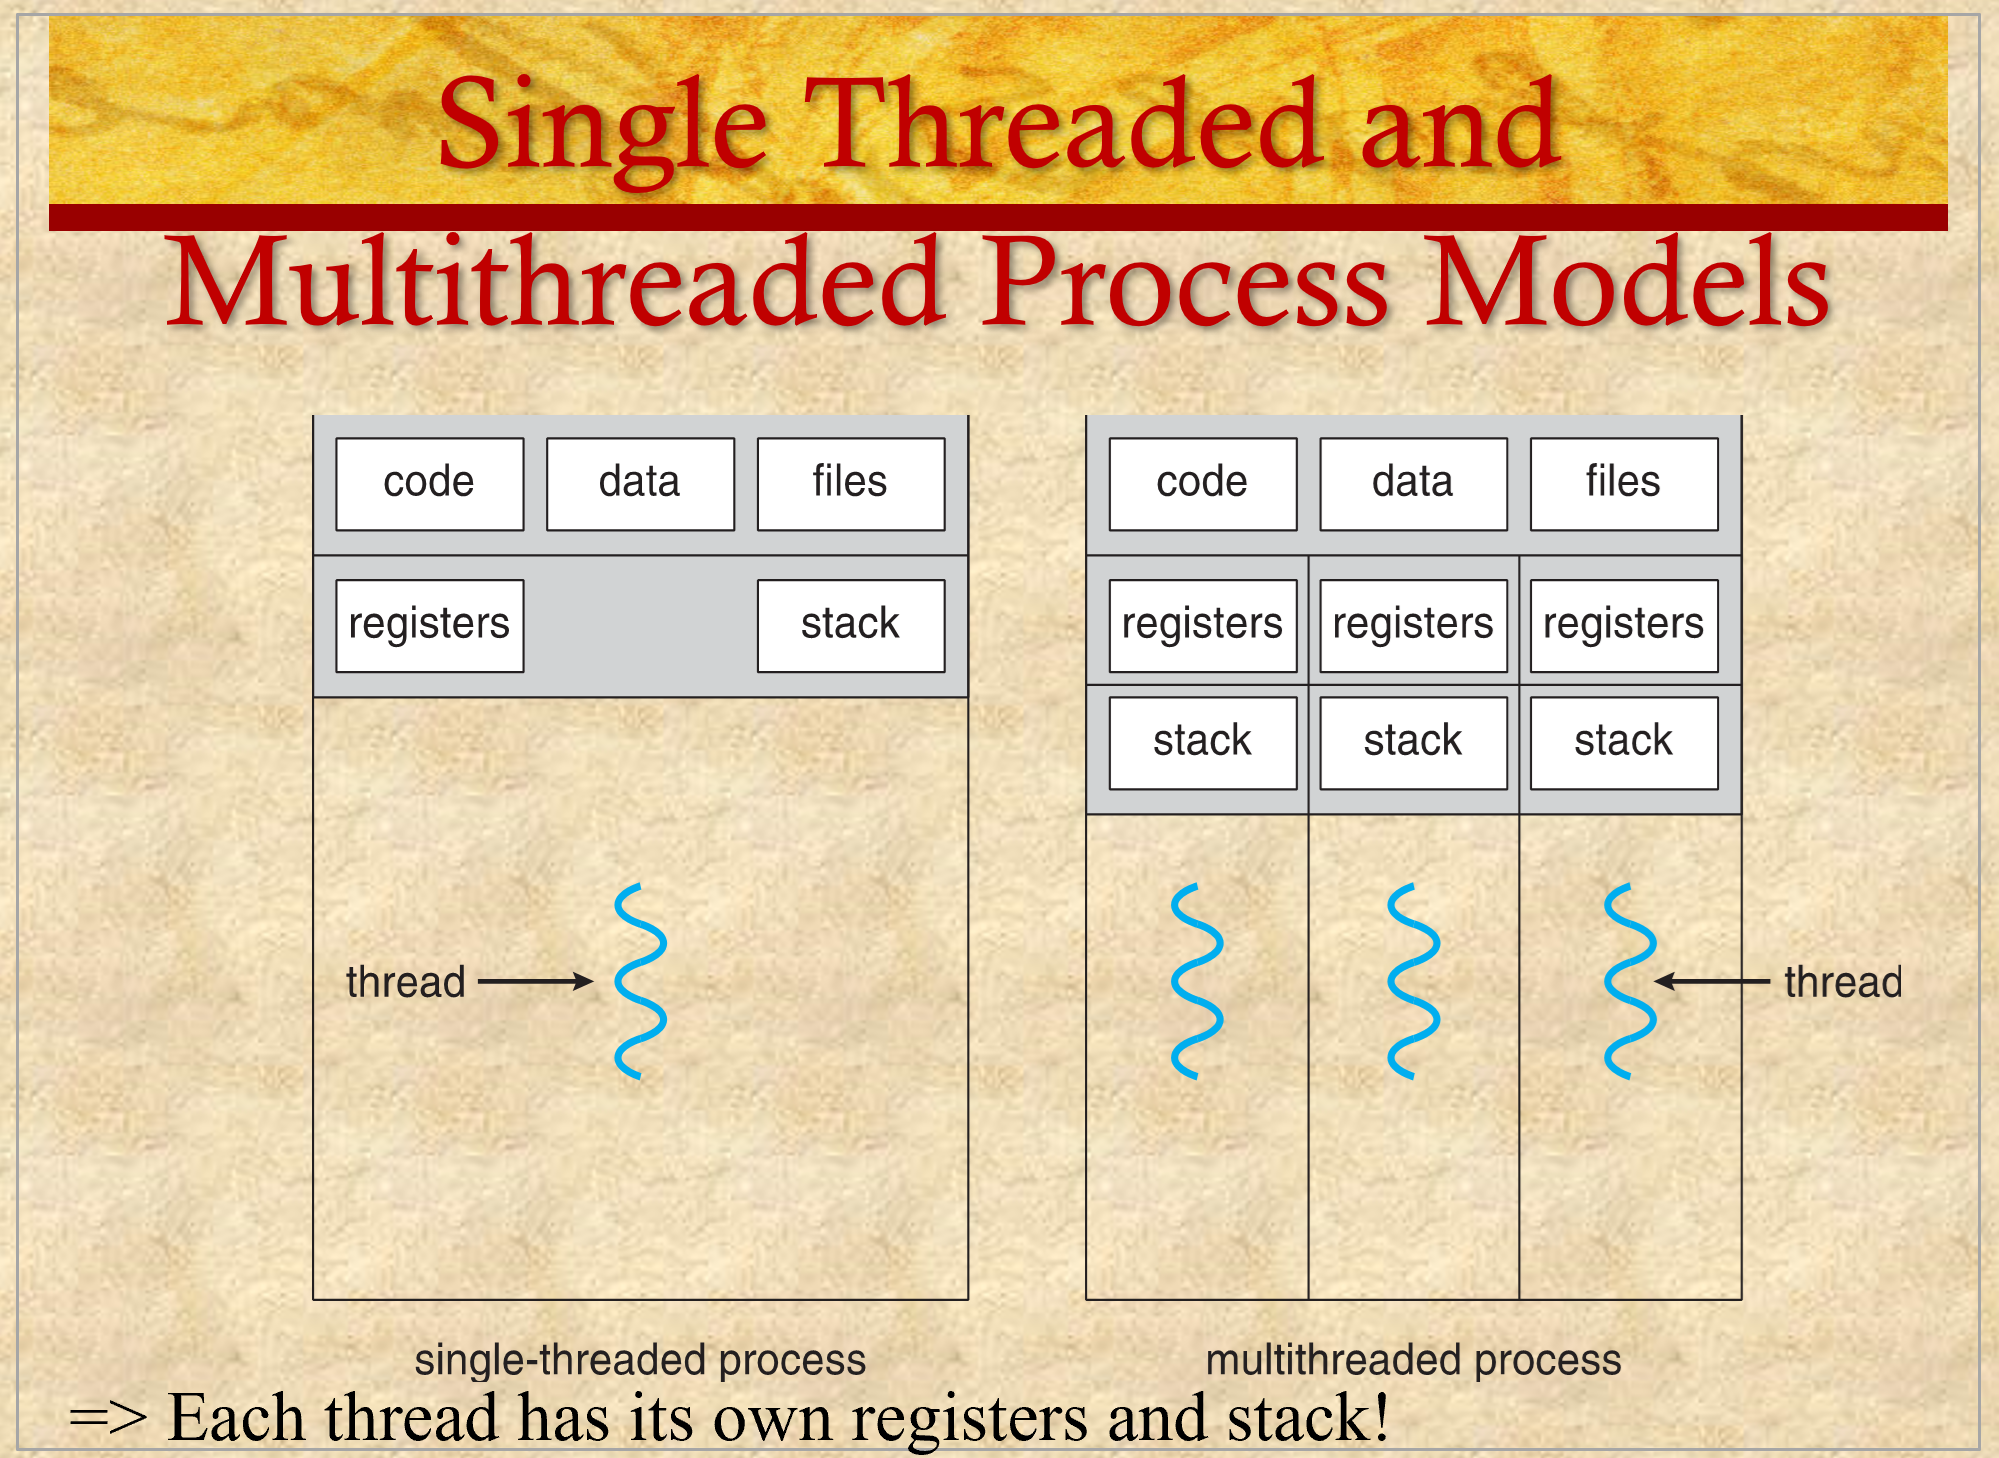 Single Threaded and
Multithreaded Process Models
code data files
registers stack
thread
single-threaded process
code data files
registers registers registers
stack stack stack
thread
multithreaded process
=> Each thread has its own registers and stack!